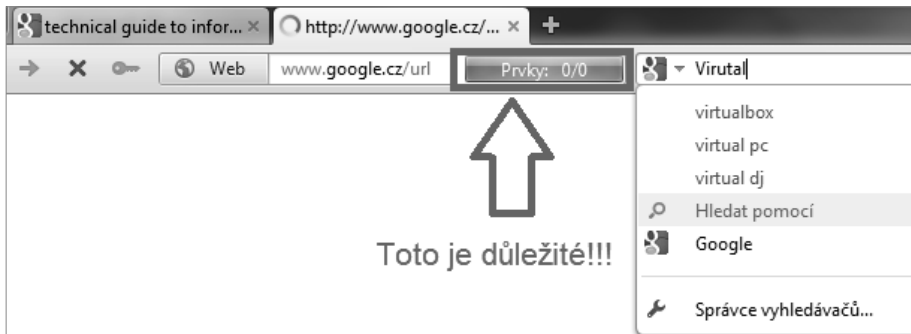 technical guide to infor...
http://www.google.cz/...
Web
www.google.cz/url
Prvky: 0/0
Virutal
virtualbox
virtual pc
virtual dj
Hledat pomocí
Google
Správce vyhledávačů...
Toto je důležité!!!